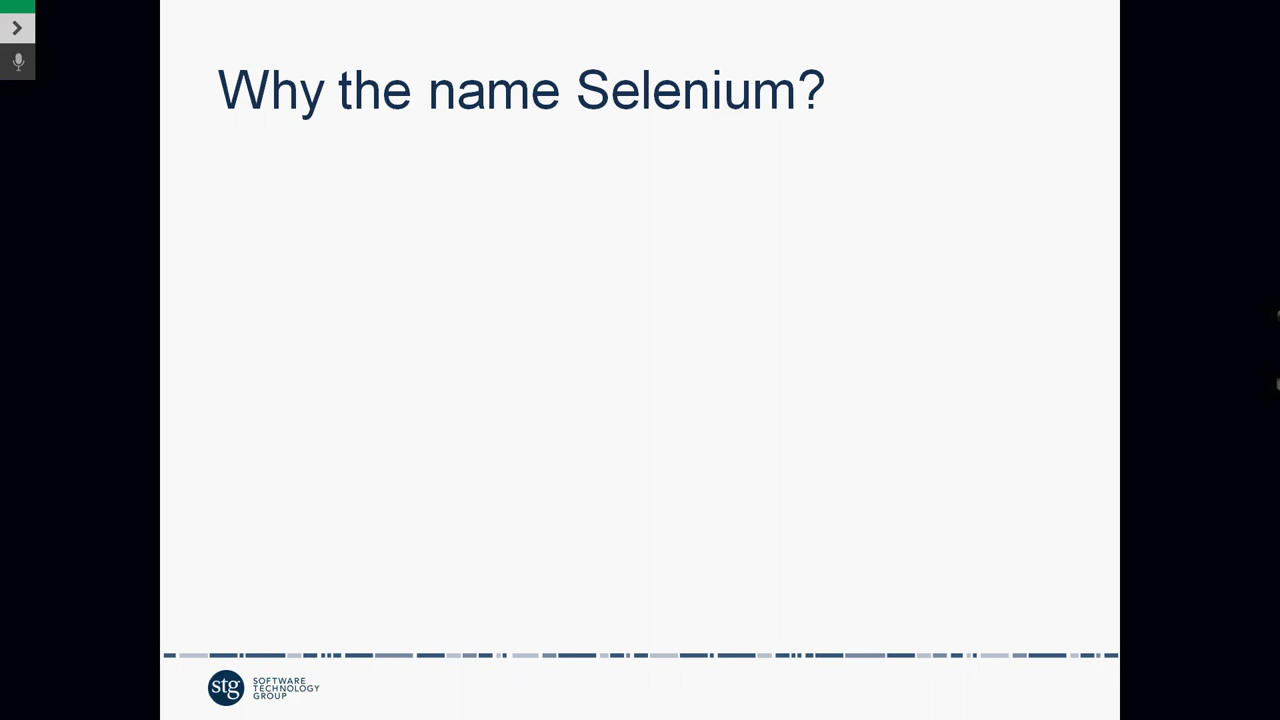 Why the name Selenium?
stg
SOFTWARE
TECHNOLOGY
GROUP